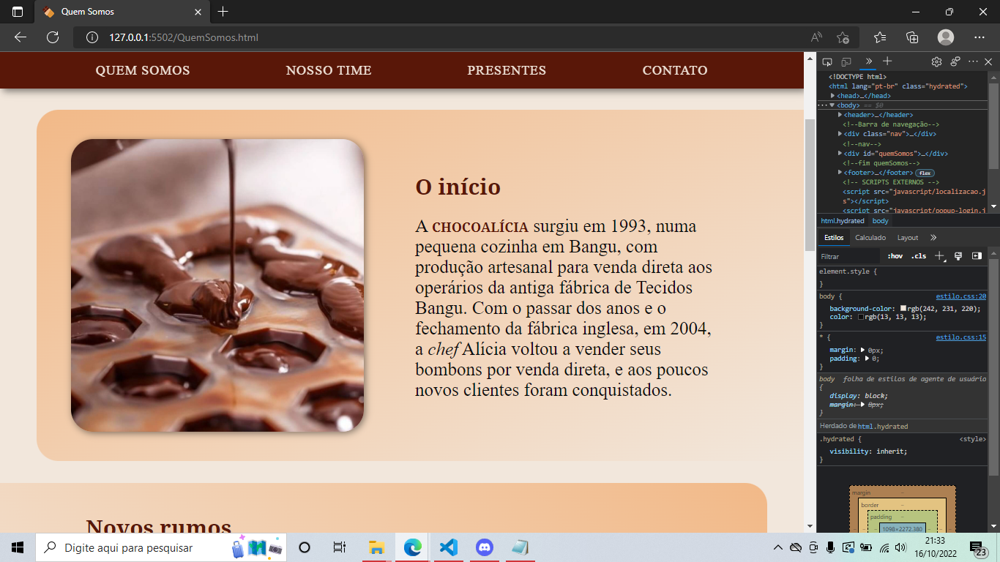 Quem Somos
127.0.0.1:5502/QuemSomos.html
QUEM SOMOS NOSSO TIME PRESENTES CONTATO
O início
A CHOCOALÍCIA surgiu em 1993, numa
pequena cozinha em Bangu, com
produção artesanal para venda direta aos
operários da antiga fábrica de Tecidos
Bangu. Com o passar dos anos e o
fechamento da fábrica inglesa, em 2004,
a chef Alícia voltou a vender seus
bombons por venda direta, e aos poucos
novos clientes foram conquistados.
Novos rumos
<!DOCTYPE html>
<html lang="pt-br" class="hydrated">
<head>…</head>
<body> == $0
<header>…</header>
<!--Barra de navegação-->
<div class="nav">…</div>
<!--nav-->
<div id="quemSomos">…</div>
<!--fim quemSomos-->
<footer>…</footer> flex
<!-- SCRIPTS EXTERNOS -->
<script src="javascript/localizacao.j
s"></script>
<script src="javascript/popup-login.j
html.hydrated body
Estilos Calculado Layout
Filtrar :hov .cls
element.style {
}
body { estilo.css:20
background-color: rgb(242, 231, 220);
color: rgb(13, 13, 13);
}
* { estilo.css:15
margin: 0px;
padding: 0;
}
body folha de estilos de agente de usuário
{
display: block;
margin: 8px;
}
Herdado de html.hydrated
.hydrated { <style>
visibility: inherit;
}
margin -
border -
padding -
1098×2272.380
Digite aqui para pesquisar
21:33
16/10/2022
23